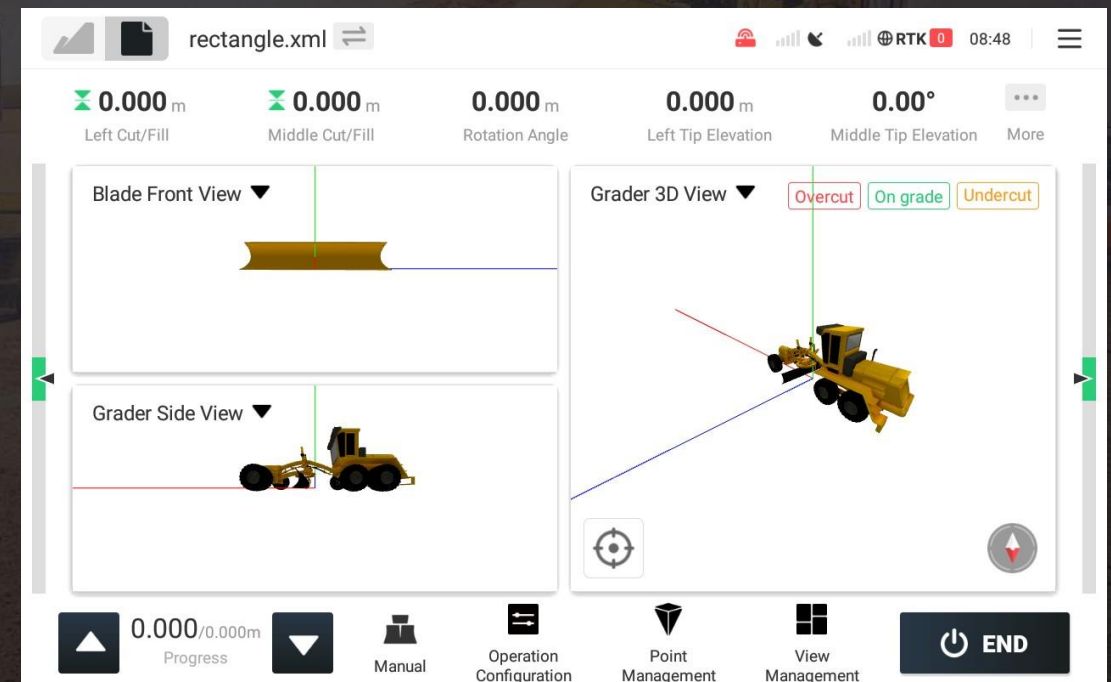 rectangle.xml
RTK 0 08:48
0.000 m 0.000 m 0.000 m 0.000 m 0.00°
Left Cut/Fill Middle Cut/Fill Rotation Angle Left Tip Elevation Middle Tip Elevation More
Blade Front View
Grader 3D View Overcut On grade Undercut
Grader Side View
0.000/0.000m
Progress
Manual
Operation
Configuration
Point
Management
View
Management
END